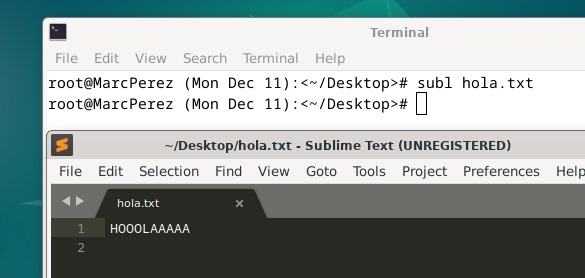 Terminal
File Edit View Search Terminal Help
root@MarcPerez (Mon Dec 11):<~/Desktop># subl hola.txt
root@MarcPerez (Mon Dec 11):<~/Desktop>#
~/Desktop/hola.txt - Sublime Text (UNREGISTERED)
File Edit Selection Find View Goto Tools Project Preferences Help
hola.txt ×
1 HOOOLAAAAA
2